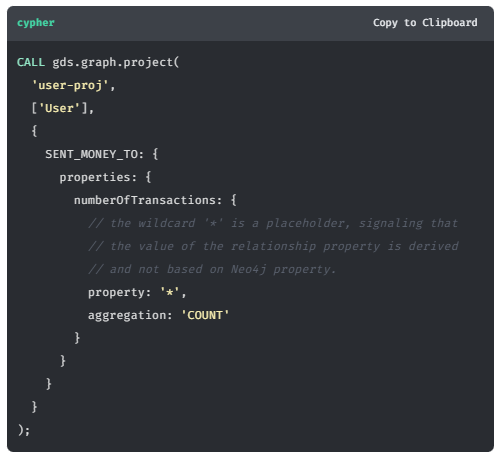 cypher Copy to Clipboard
CALL gds.graph.project(
  'user-proj',
  ['User'],
  {
    SENT_MONEY_TO: {
      properties: {
        numberOfTransactions: {
          // the wildcard '*' is a placeholder, signaling that
          // the value of the relationship property is derived
          // and not based on Neo4j property.
          property: '*',
          aggregation: 'COUNT'
        }
      }
    }
  }
);